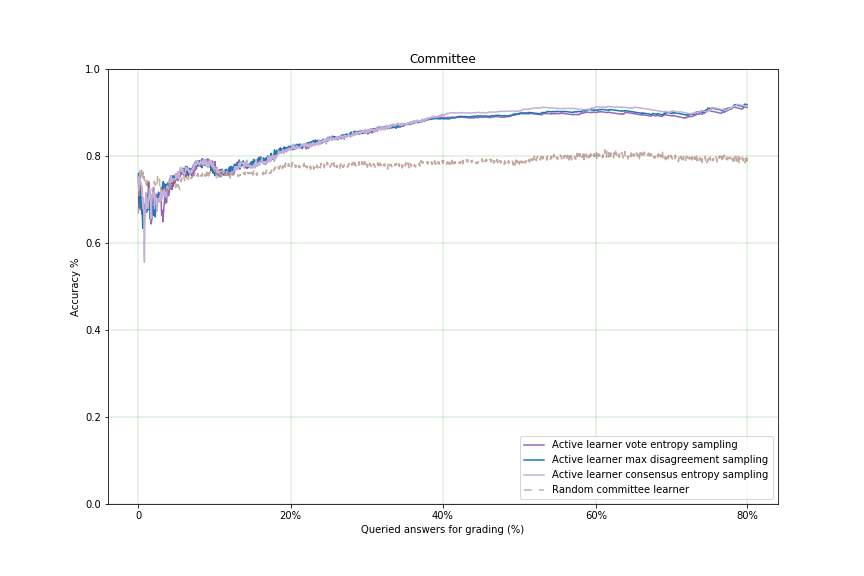 Committee
1.0
0.8
0.6
0.4
0.2
0.0
Accuracy %
0
20%
40%
60%
80%
Queried answers for grading (%)
Active learner vote entropy sampling
Active learner max disagreement sampling
Active learner consensus entropy sampling
Random committee learner